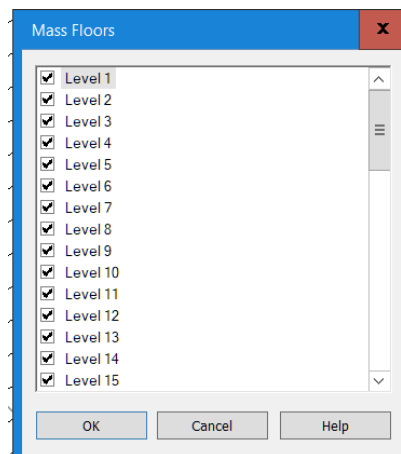 Mass Floors
x
Level 1
Level 2
Level 3
Level 4
Level 5
Level 6
Level 7
Level 8
Level 9
Level 10
Level 11
Level 12
Level 13
Level 14
Level 15
OK Cancel Help